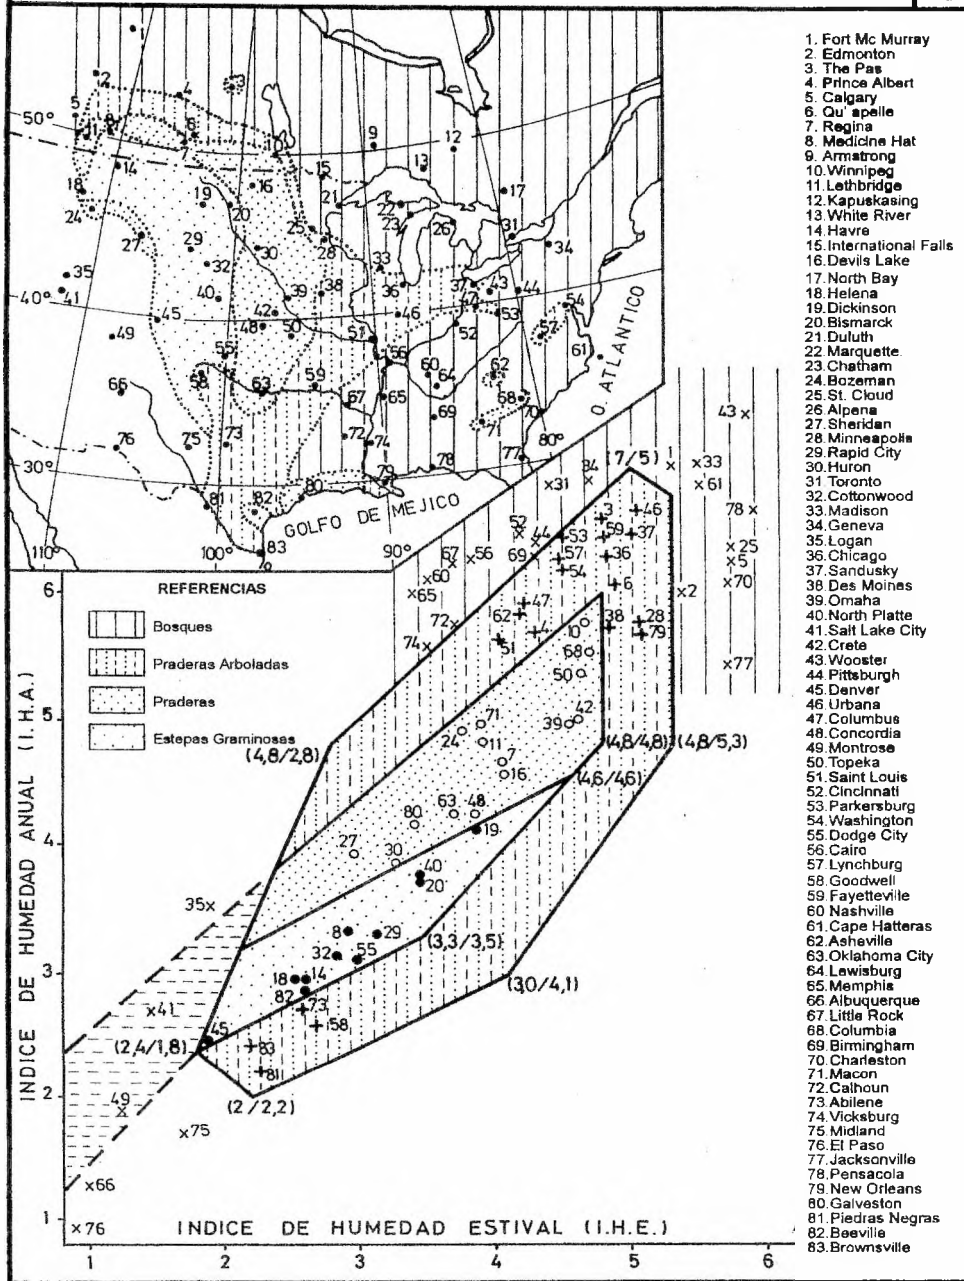 50°
40°
30°
110°
100°
90°
80°
GOLFO DE MEJICO
O. ATLANTICO
REFERENCIAS
Bosques
Praderas Arboladas
Praderas
Estepas Graminosas
INDICE DE HUMEDAD ANUAL (I.H.A.)
6
5
4
3
2
1
(7/5)
(4,8/2,8)
(4,8/4,8)
(4,8/5,3)
(4,6/4,6)
(3,3/3,5)
(3,0/4,1)
(2,4/1,8)
(2/2,2)
INDICE DE HUMEDAD ESTIVAL (I.H.E.)
1 2 3 4 5 6
1. Fort Mc Murray
2. Edmonton
3. The Pas
4. Prince Albert
5. Calgary
6. Qu' apelle
7. Regina
8. Medicine Hat
9. Armstrong
10. Winnipeg
11. Lethbridge
12. Kapuskasing
13. White River
14. Havre
15. International Falls
16. Devils Lake
17. North Bay
18. Helena
19. Dickinson
20. Bismarck
21. Duluth
22. Marquette
23. Chatham
24. Bozeman
25. St. Cloud
26. Alpena
27. Sheridan
28. Minneapolis
29. Rapid City
30. Huron
31 Toronto
32. Cottonwood
33. Madison
34. Geneva
35. Logan
36. Chicago
37. Sandusky
38 Des Moines
39. Omaha
40. North Platte
41. Salt Lake City
42. Crete
43. Wooster
44. Pittsburgh
45. Denver
46 Urbana
47. Columbus
48. Concordia
49. Montrose
50. Topeka
51. Saint Louis
52. Cincinnati
53. Parkersburg
54. Washington
55. Dodge City
56. Cairo
57. Lynchburg
58. Goodwell
59. Fayetteville
60 Nashville
61. Cape Hatteras
62. Asheville
63. Oklahoma City
64. Lewisburg
65. Memphis
66. Albuquerque
67. Little Rock
68. Columbia
69. Birmingham
70. Charleston
71. Macon
72. Calhoun
73. Abilene
74. Vicksburg
75. Midland
76. El Paso
77. Jacksonville
78. Pensacola
79. New Orleans
80. Galveston
81. Piedras Negras
82. Beeville
83. Brownsville